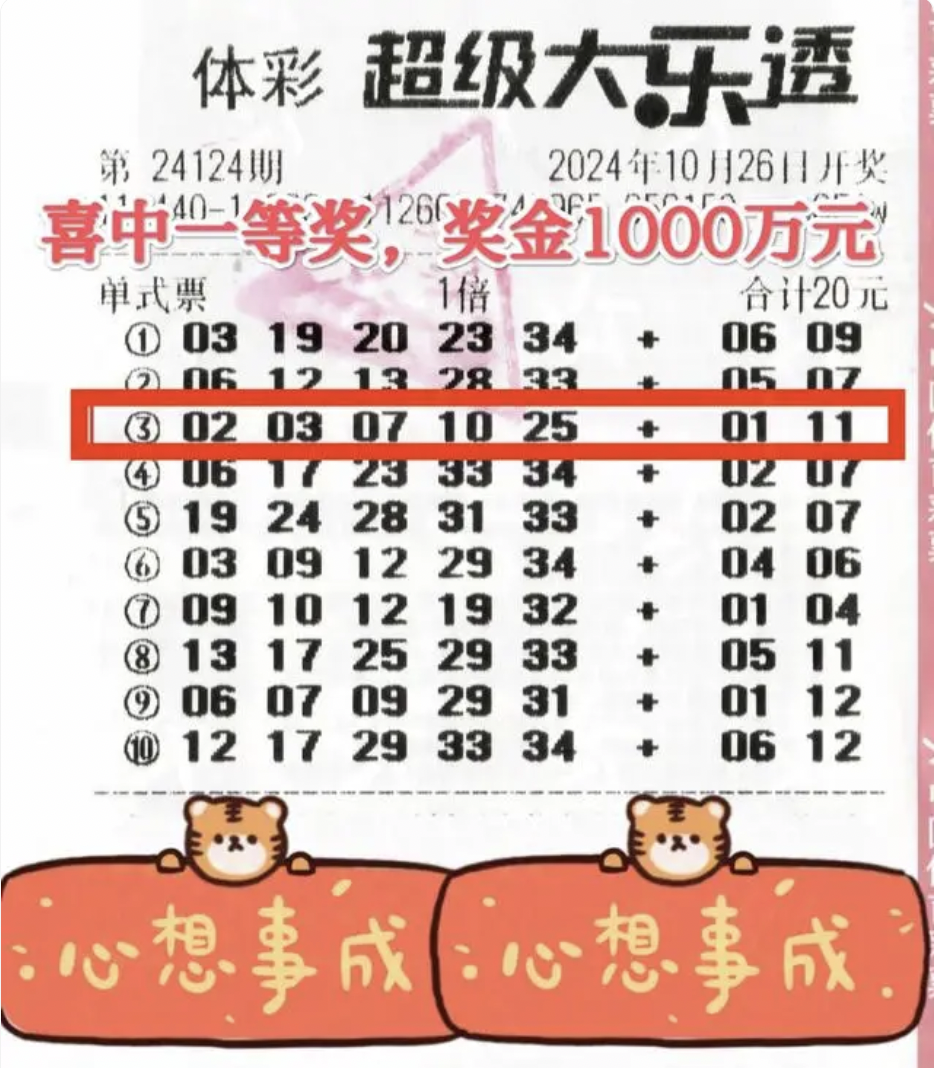 体彩 超级大乐透
第 24124期 2024年10月26日开奖
喜中一等奖，奖金1000万元
单式票 1倍 合计20元
① 03 19 20 23 34 + 06 09
② 06 12 13 28 33 + 05 07
③ 02 03 07 10 25 + 01 11
④ 06 17 23 33 34 + 02 07
⑤ 19 24 28 31 33 + 02 07
⑥ 03 09 12 29 34 + 04 06
⑦ 09 10 12 19 32 + 01 04
⑧ 13 17 25 29 33 + 05 11
⑨ 06 07 09 29 31 + 01 12
⑩ 12 17 29 33 34 + 06 12
心想事成 心想事成